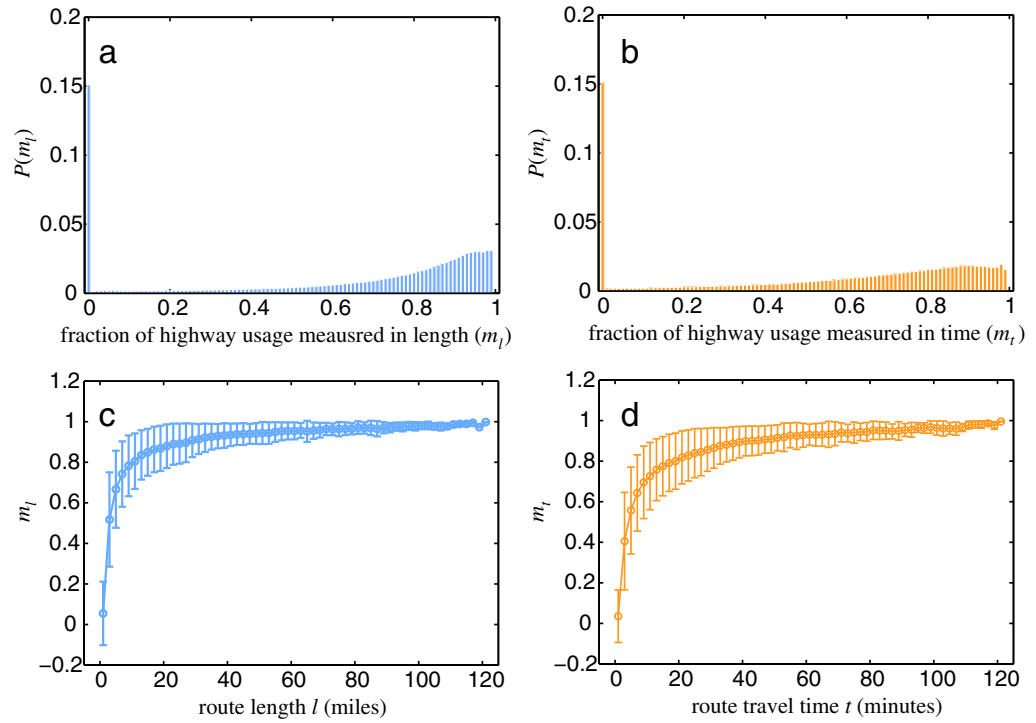 a
0.2
0.15
0.1
0.05
0
P(m_l)
0 0.2 0.4 0.6 0.8 1
fraction of highway usage meausred in length (m_l)
b
0.2
0.15
0.1
0.05
0
P(m_t)
0 0.2 0.4 0.6 0.8 1
fraction of highway usage measured in time (m_t)
c
1.2
1
0.8
0.6
0.4
0.2
0
−0.2
m_l
0 20 40 60 80 100 120
route length l (miles)
d
1.2
1
0.8
0.6
0.4
0.2
0
−0.2
m_t
0 20 40 60 80 100 120
route travel time t (minutes)